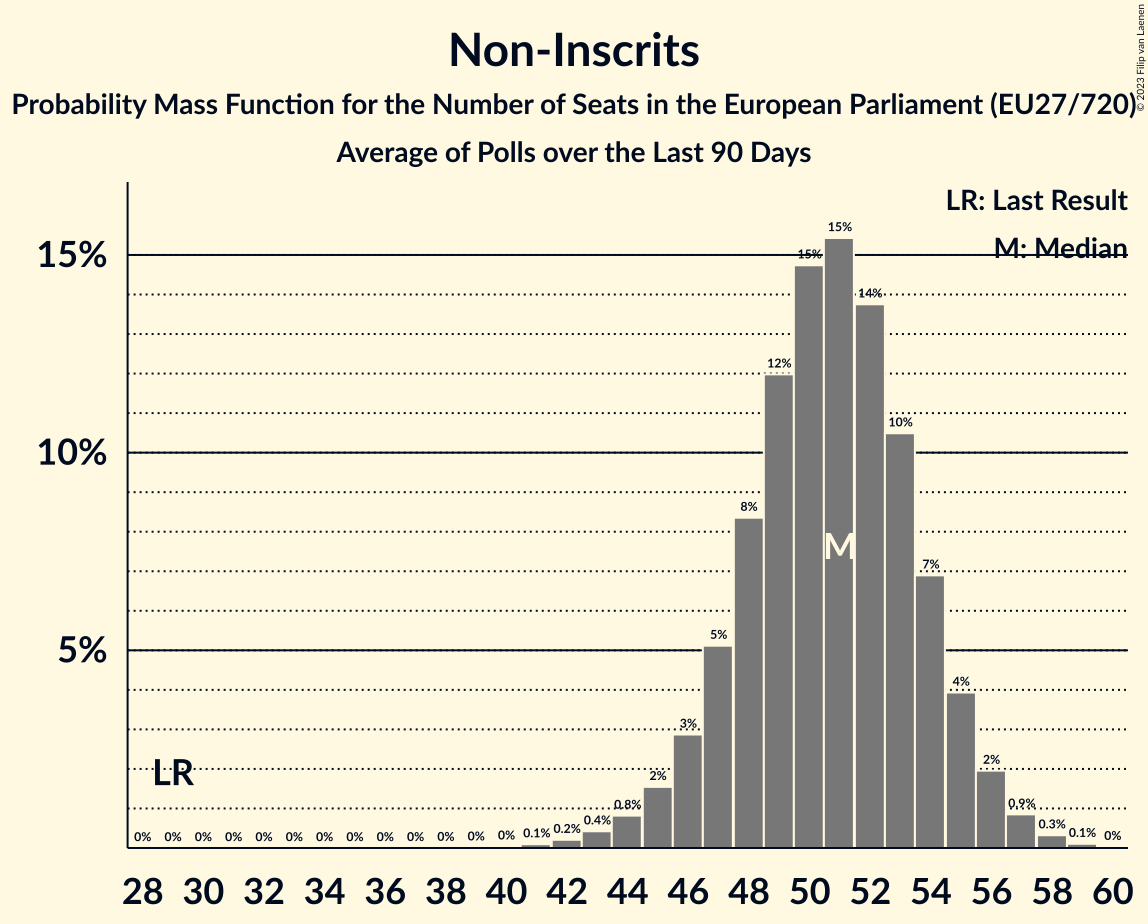 Non-Inscrits
Probability Mass Function for the Number of Seats in the European Parliament (EU27/720)
Average of Polls over the Last 90 Days
© 2023 Filip van Laenen
LR: Last Result
M: Median
15%
10%
5%
0% 0% 0% 0% 0% 0% 0% 0% 0% 0% 0% 0% 0% 0.1% 0.2% 0.4% 0.8% 2% 3% 5% 8% 12% 15% 15% 14% 10% 7% 4% 2% 0.9% 0.3% 0.1% 0%
LR
M
28 30 32 34 36 38 40 42 44 46 48 50 52 54 56 58 60